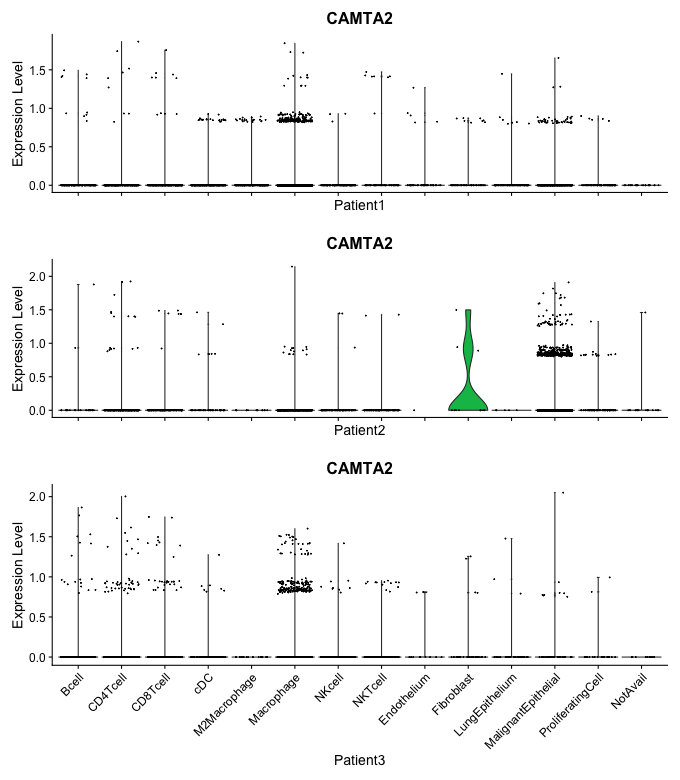 CAMTA2
Expression Level
1.5
1.0
0.5
0.0
Patient1
CAMTA2
Expression Level
2.0
1.5
1.0
0.5
0.0
Patient2
CAMTA2
Expression Level
2.0
1.5
1.0
0.5
0.0
Bcell
CD4Tcell
CD8Tcell
cDC
M2Macrophage
Macrophage
NKcell
NKTcell
Endothelium
Fibroblast
LungEpithelium
MalignantEpithelial
ProliferatingCell
NotAvail
Patient3